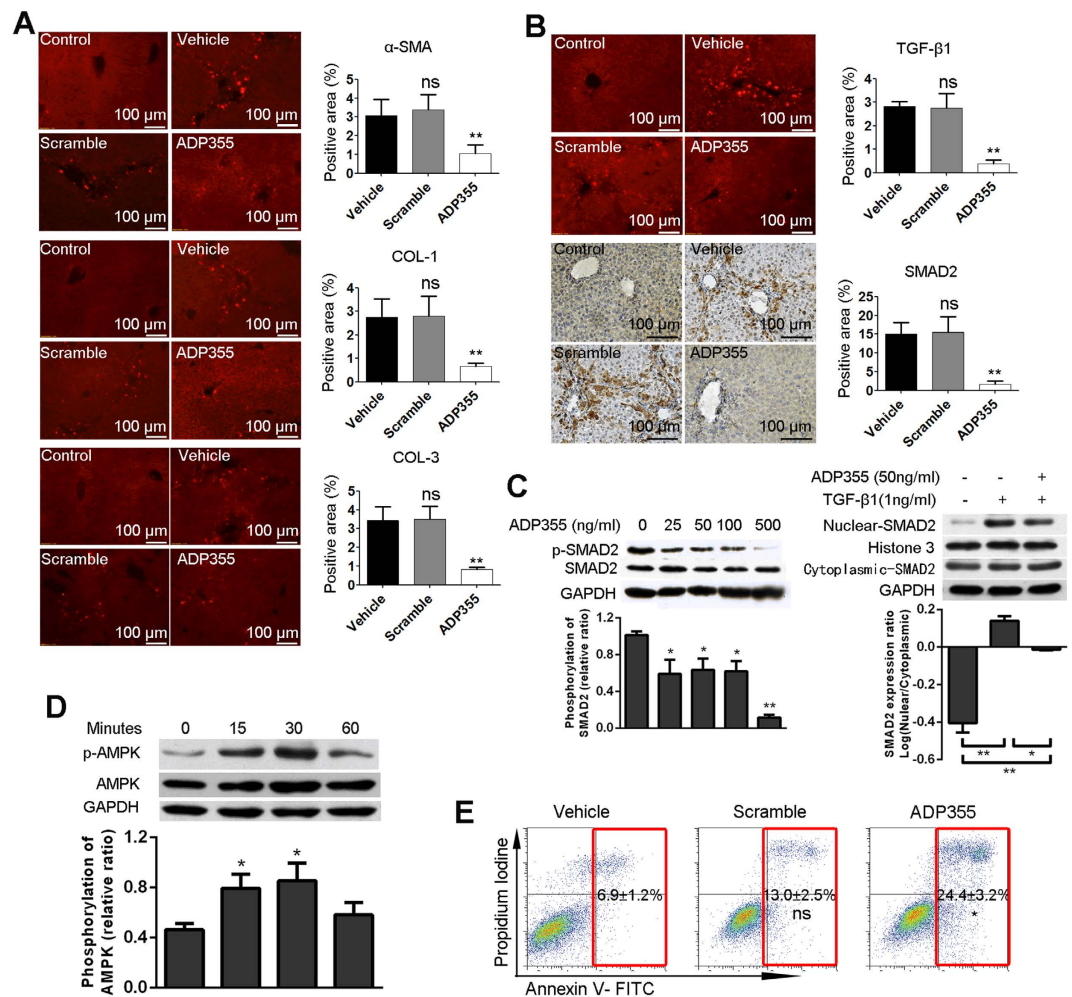 A
Control
Vehicle
100 µm
100 µm
Scramble
ADP355
100 µm
100 µm
α-SMA
Positive area (%)
5
4
3
2
1
0
ns
**
Vehicle
Scramble
ADP355
Control
Vehicle
100 µm
100 µm
Scramble
ADP355
100 µm
100 µm
COL-1
Positive area (%)
4
3
2
1
0
ns
**
Vehicle
Scramble
ADP355
Control
Vehicle
100 µm
100 µm
Scramble
ADP355
100 µm
100 µm
COL-3
Positive area (%)
5
4
3
2
1
0
ns
**
Vehicle
Scramble
ADP355
B
Control
Vehicle
100 µm
100 µm
Scramble
ADP355
100 µm
100 µm
TGF-β1
Positive area (%)
4
3
2
1
0
ns
**
Vehicle
Scramble
ADP355
Control
Vehicle
100 µm
100 µm
Scramble
ADP355
100 µm
100 µm
SMAD2
Positive area (%)
25
20
15
10
5
0
ns
**
Vehicle
Scramble
ADP355
C
ADP355 (ng/ml) 0 25 50 100 500
p-SMAD2
SMAD2
GAPDH
Phosphorylation of
SMAD2 (relative ratio)
1.2
0.8
0.4
0.0
* * * **
ADP355 (50ng/ml) - - +
TGF-β1(1ng/ml) - + +
Nuclear-SMAD2
Histone 3
Cytoplasmic-SMAD2
GAPDH
SMAD2 expression ratio
Log(Nulear/Cytoplasmic)
0.2
0.0
-0.2
-0.4
-0.6
** *
**
D
Minutes 0 15 30 60
p-AMPK
AMPK
GAPDH
Phosphorylation of
AMPK (relative ratio)
1.2
0.8
0.4
0.0
* *
E
Vehicle
Scramble
ADP355
Propidium Iodine
6.9±1.2%
13.0±2.5%
ns
24.4±3.2%
*
Annexin V- FITC